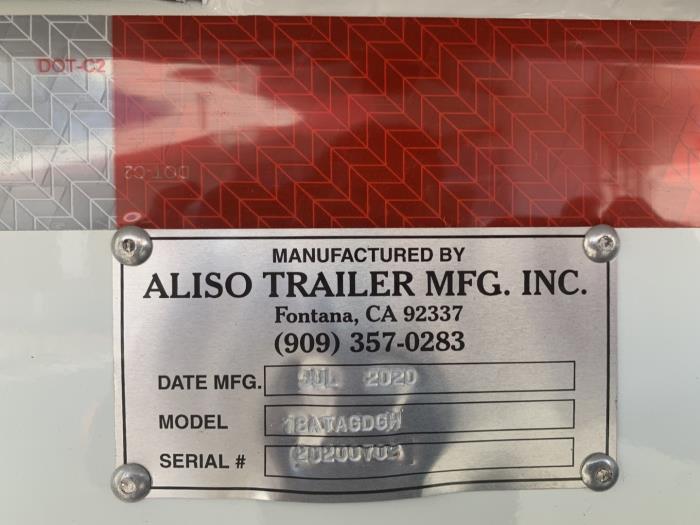 DOT-C2
DOT-C2
MANUFACTURED BY
ALISO TRAILER MFG. INC.
Fontana, CA 92337
(909) 357-0283
DATE MFG. JUL 2020
MODEL
SERIAL #